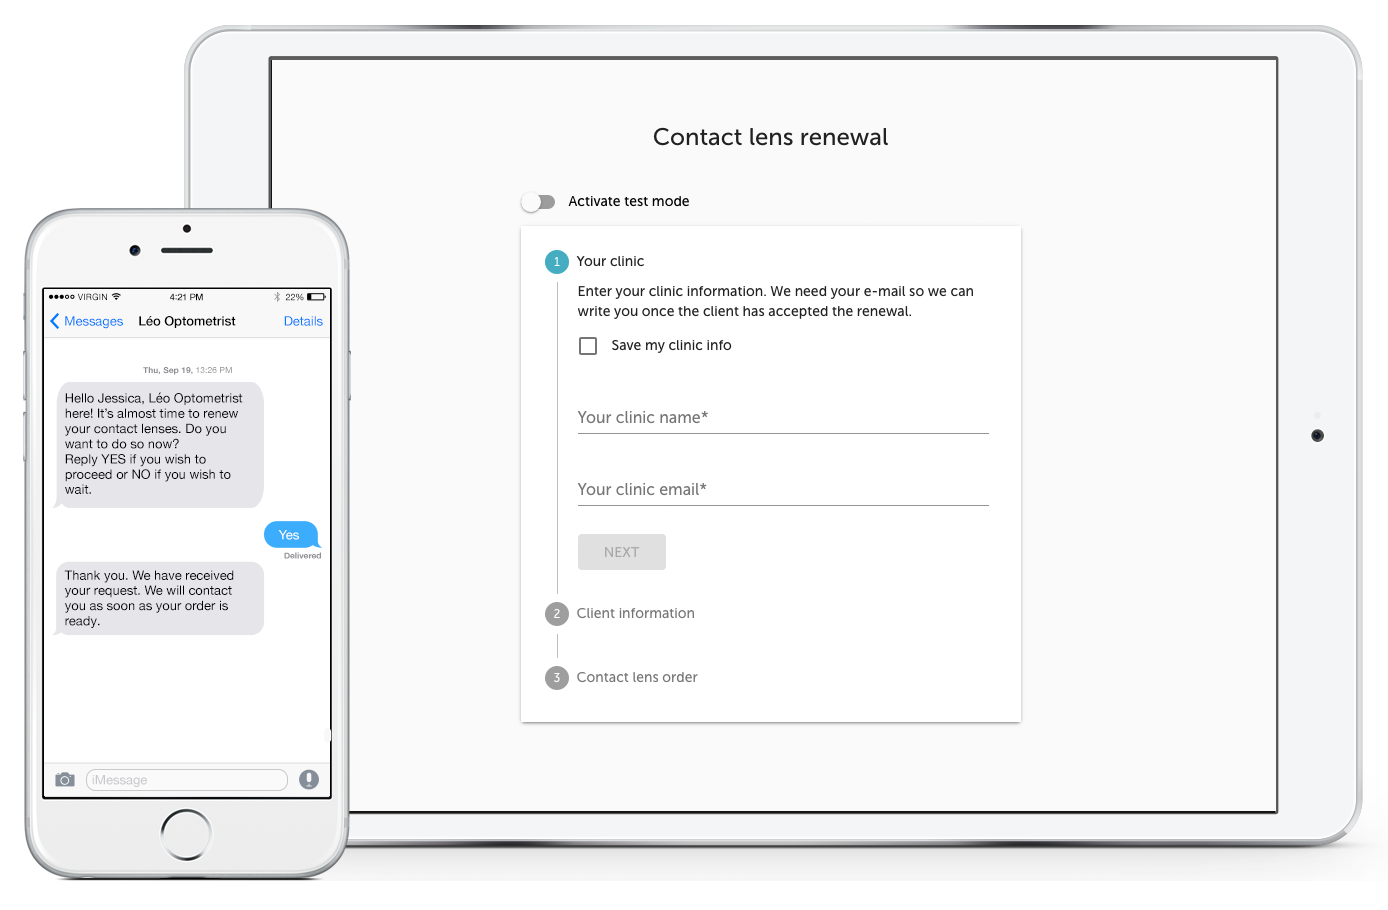 Contact lens renewal
Activate test mode
1 Your clinic
Enter your clinic information. We need your e-mail so we can
write you once the client has accepted the renewal.
Save my clinic info
Your clinic name*
Your clinic email*
NEXT
2 Client information
3 Contact lens order
VIRGIN 4:21 PM 22%
Messages Léo Optometrist Details
Thu, Sep 19, 13:26 PM
Hello Jessica, Léo Optometrist
here! It's almost time to renew
your contact lenses. Do you
want to do so now?
Reply YES if you wish to
proceed or NO if you wish to
wait.
Yes
Delivered
Thank you. We have received
your request. We will contact
you as soon as your order is
ready.
iMessage